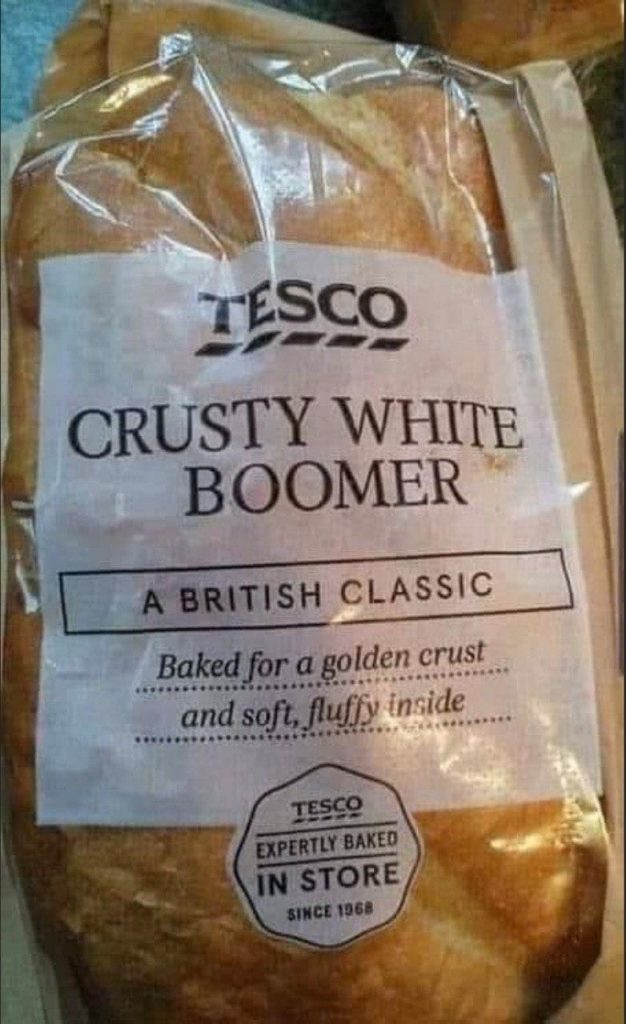 TESCO
CRUSTY WHITE
BOOMER
A BRITISH CLASSIC
Baked for a golden crust
and soft, fluffy inside
TESCO
EXPERTLY BAKED
IN STORE
SINCE 1968